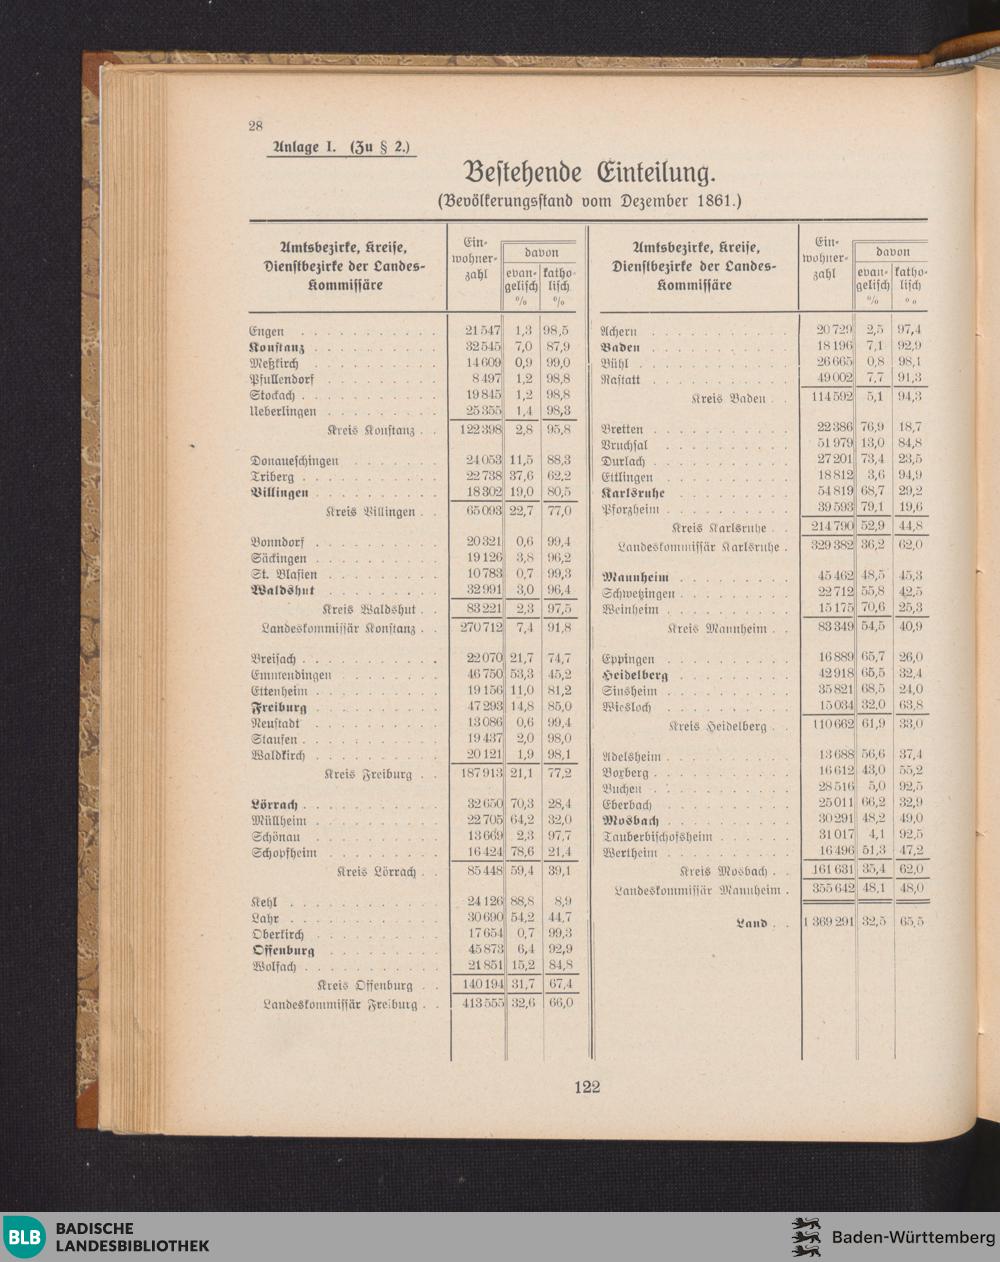 28
Anlage I. (Zu § 2.)
Bestehende Einteilung.
(Bevölkerungsstand vom Dezember 1861.)
Amtsbezirke, Kreise, Dienstbezirke der Landes-Kommissäre | Ein-wohner-zahl | davon evan-gelisch % | katho-lisch %
Engen 21547 1,3 98,5
Konstanz 32545 7,0 87,9
Meßkirch 14609 0,9 99,0
Pfullendorf 8497 1,2 98,8
Stockach 19845 1,2 98,8
Ueberlingen 25355 1,4 98,3
Kreis Konstanz 122398 2,8 95,8
Donaueschingen 24053 11,5 88,3
Triberg 22738 37,6 62,2
Villingen 18302 19,0 80,5
Kreis Villingen 65093 22,7 77,0
Bonndorf 20321 0,6 99,4
Säckingen 19126 3,8 96,2
St. Blasien 10783 0,7 99,3
Waldshut 32991 3,0 96,4
Kreis Waldshut 83221 2,3 97,5
Landeskommissär Konstanz 270712 7,4 91,8
Breisach 22070 21,7 74,7
Emmendingen 46750 53,3 45,2
Ettenheim 19156 11,0 81,2
Freiburg 47293 14,8 85,0
Neustadt 13086 0,6 99,4
Staufen 19437 2,0 98,0
Waldkirch 20121 1,9 98,1
Kreis Freiburg 187913 21,1 77,2
Lörrach 32650 70,3 28,4
Müllheim 22705 64,2 32,0
Schönau 13669 2,3 97,7
Schopfheim 16424 78,6 21,4
Kreis Lörrach 85448 59,4 39,1
Kehl 24126 88,8 8,9
Lahr 30690 54,2 44,7
Oberkirch 17654 0,7 99,3
Offenburg 45873 6,4 92,9
Wolfach 21851 15,2 84,8
Kreis Offenburg 140194 31,7 67,4
Landeskommissär Freiburg 413555 32,6 66,0
Amtsbezirke, Kreise, Dienstbezirke der Landes-Kommissäre | Ein-wohner-zahl | davon evan-gelisch % | katho-lisch %
Achern 20729 2,5 97,4
Baden 18196 7,1 92,9
Bühl 26665 0,8 98,1
Rastatt 49002 7,7 91,3
Kreis Baden 114592 5,1 94,3
Bretten 22386 76,9 18,7
Bruchsal 51979 13,0 84,8
Durlach 27201 73,4 23,5
Ettlingen 18812 3,6 94,9
Karlsruhe 54819 68,7 29,2
Pforzheim 39593 79,1 19,6
Kreis Karlsruhe 214790 52,9 44,8
Landeskommissär Karlsruhe 329382 36,2 62,0
Mannheim 45462 48,5 45,3
Schwetzingen 22712 55,8 42,5
Weinheim 15175 70,6 25,3
Kreis Mannheim 83349 54,5 40,9
Eppingen 16889 65,7 26,0
Heidelberg 42918 65,5 32,4
Sinsheim 35821 68,5 24,0
Wiesloch 15034 32,0 63,8
Kreis Heidelberg 110662 61,9 33,0
Adelsheim 13688 56,6 37,4
Boxberg 16612 43,0 55,2
Buchen 28516 5,0 92,5
Eberbach 25011 66,2 32,9
Mosbach 30291 48,2 49,0
Tauberbischofsheim 31017 4,1 92,5
Wertheim 16496 51,3 47,2
Kreis Mosbach 161631 35,4 62,0
Landeskommissär Mannheim 355642 48,1 48,0
Land 1369291 32,5 65,5
122
BLB BADISCHE LANDESBIBLIOTHEK
Baden-Württemberg